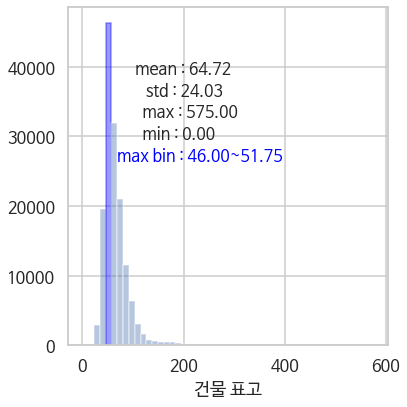 40000
30000
20000
10000
0
mean : 64.72
std : 24.03
max : 575.00
min : 0.00
max bin : 46.00~51.75
0 200 400 600
건물 표고